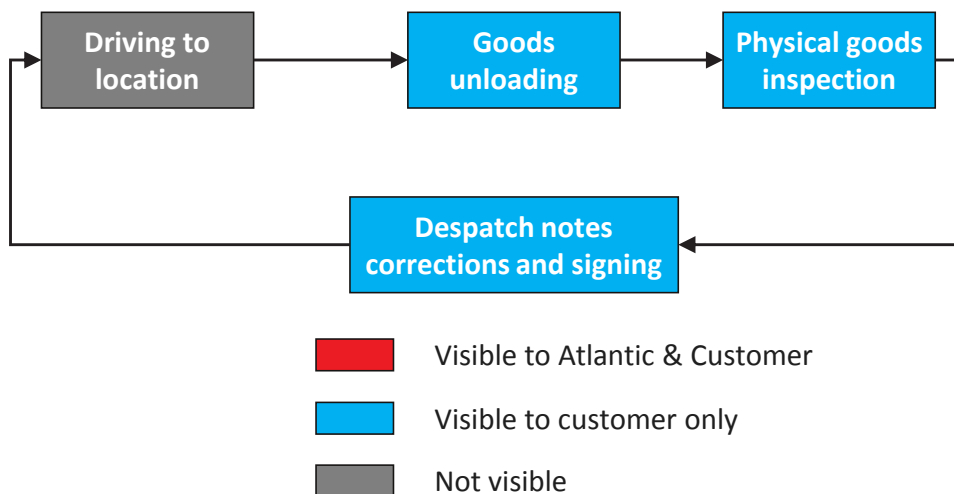 Driving to
location
Goods
unloading
Physical goods
inspection
Despatch notes
corrections and signing
Visible to Atlantic & Customer
Visible to customer only
Not visible